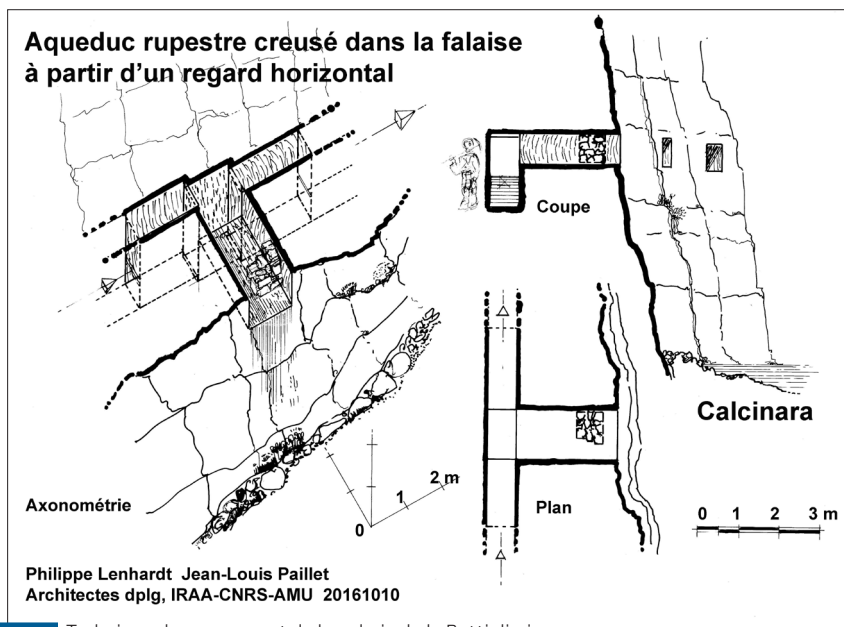 Aqueduc rupestre creusé dans la falaise
à partir d'un regard horizontal
Coupe
Calcinara
Axonométrie
0 1 2 m
Plan
0 1 2 3 m
Philippe Lenhardt Jean-Louis Paillet
Architectes dplg, IRAA-CNRS-AMU 20161010